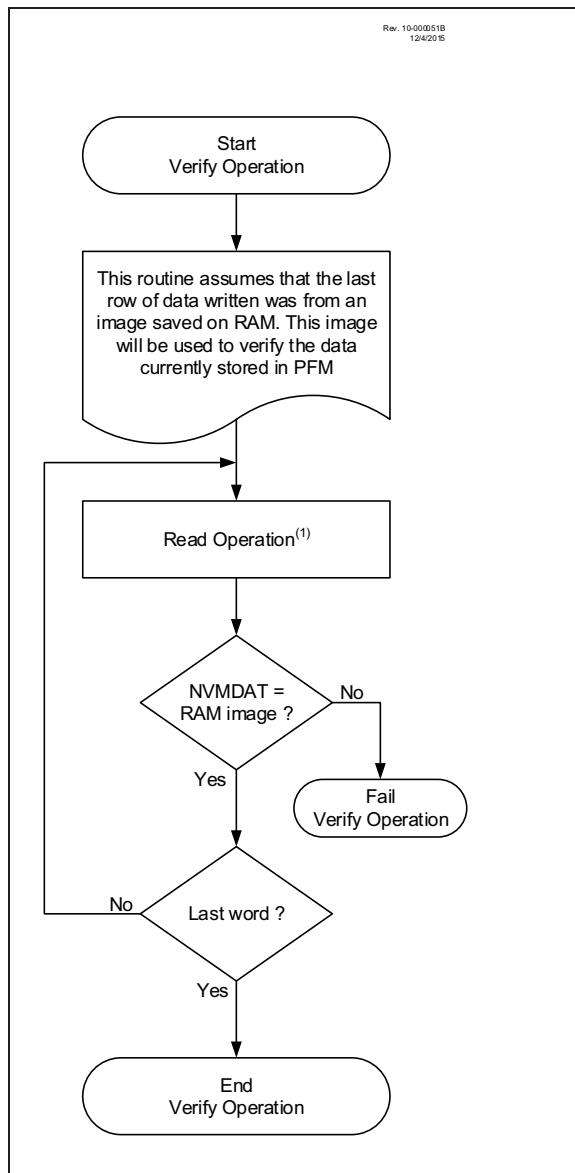 Rev. 10-000051B
12/4/2015
Start
Verify Operation
This routine assumes that the last
row of data written was from an
image saved on RAM. This image
will be used to verify the data
currently stored in PFM
Read Operation(1)
NVMDAT =
RAM image ?
No
Yes
Fail
Verify Operation
Last word ?
No
Yes
End
Verify Operation